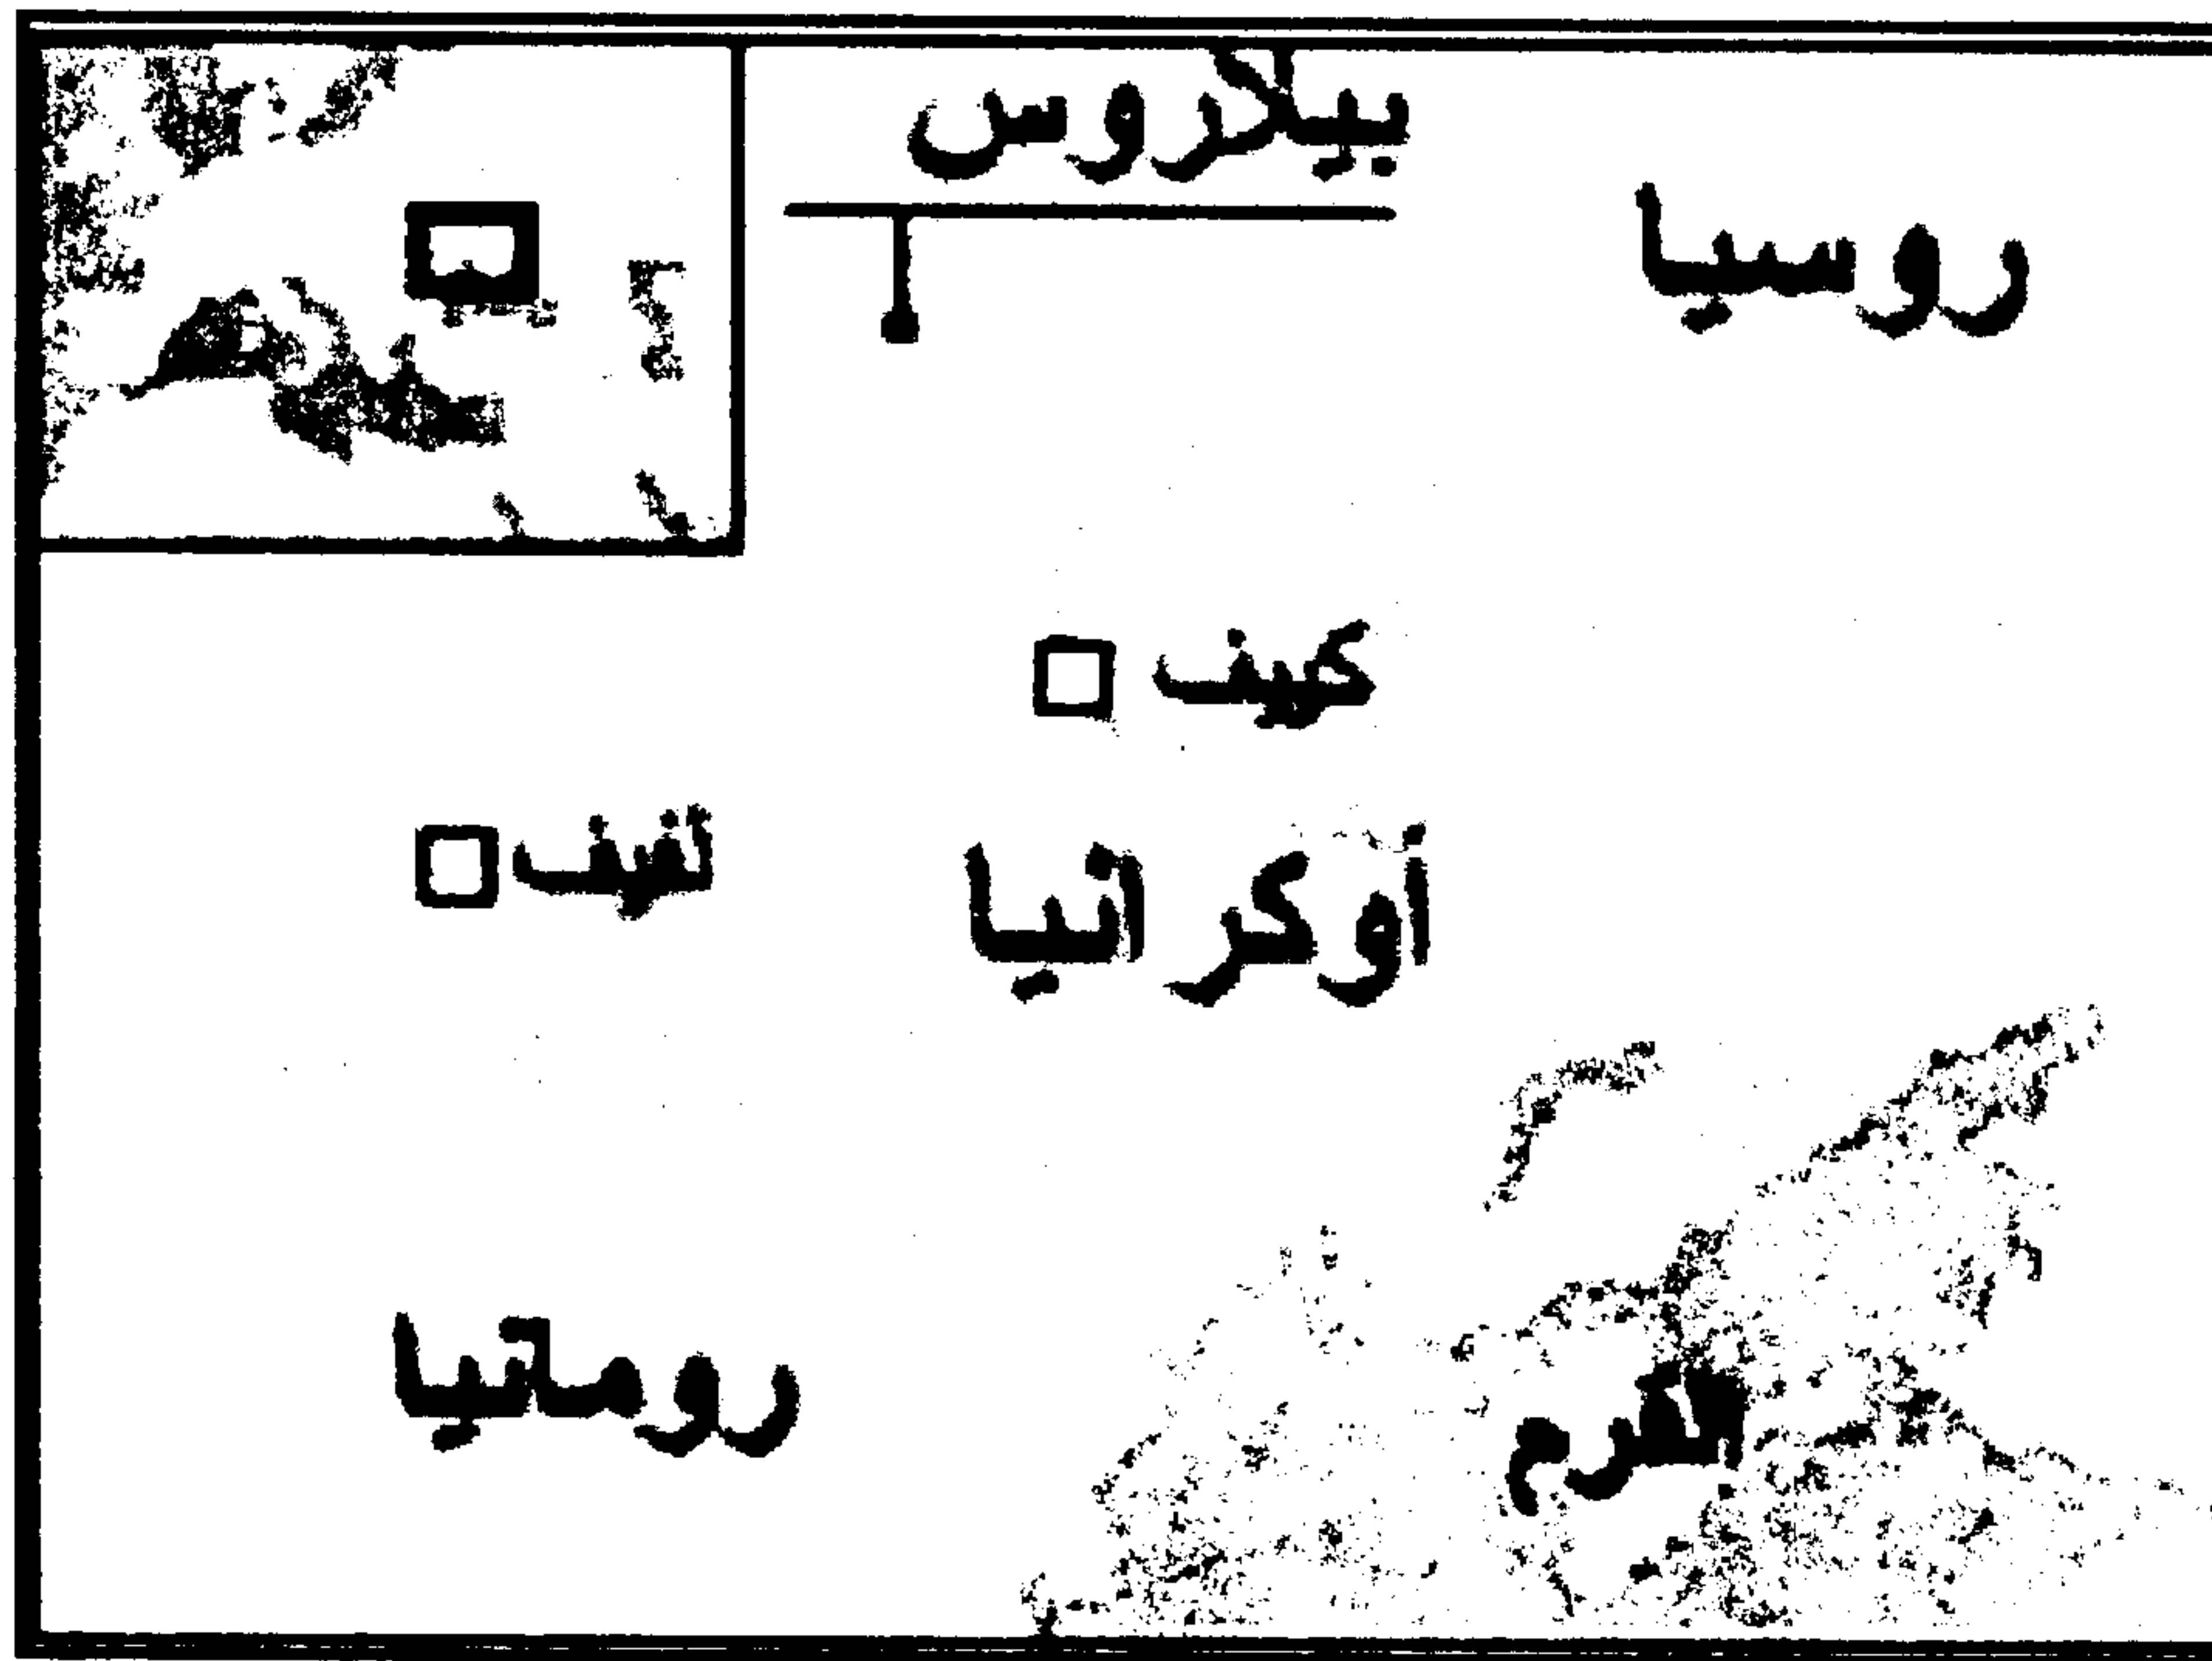 بيلاروس
روسيا
كييف
لفيف
أوكرانيا
رومانيا
القرم